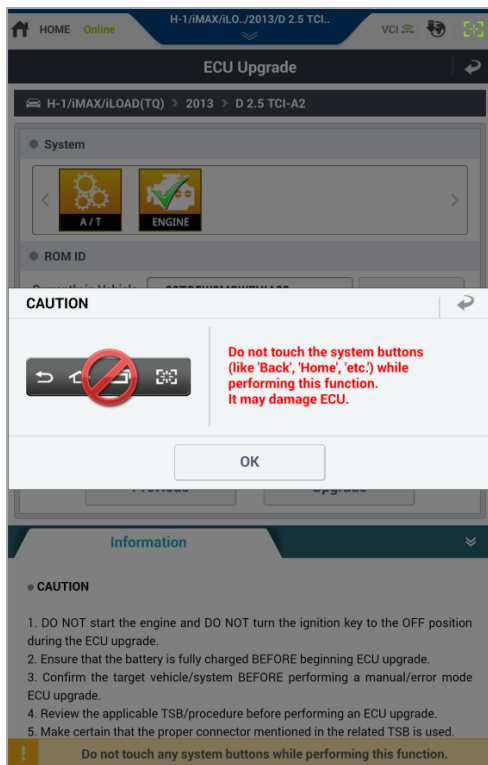 H-1/iMAX/iLO../2013/D 2.5 TCI..
HOME Online VCI
ECU Upgrade
H-1/iMAX/iLOAD(TQ) > 2013 > D 2.5 TCI-A2
System
A/T ENGINE
ROM ID
CAUTION
Do not touch the system buttons
(like 'Back', 'Home', 'etc.') while
performing this function.
It may damage ECU.
OK
Previous Upgrade
Information
CAUTION
1. DO NOT start the engine and DO NOT turn the ignition key to the OFF position
during the ECU upgrade.
2. Ensure that the battery is fully charged BEFORE beginning ECU upgrade.
3. Confirm the target vehicle/system BEFORE performing a manual/error mode
ECU upgrade.
4. Review the applicable TSB/procedure before performing an ECU upgrade.
5. Make certain that the proper connector mentioned in the related TSB is used.
! Do not touch any system buttons while performing this function.